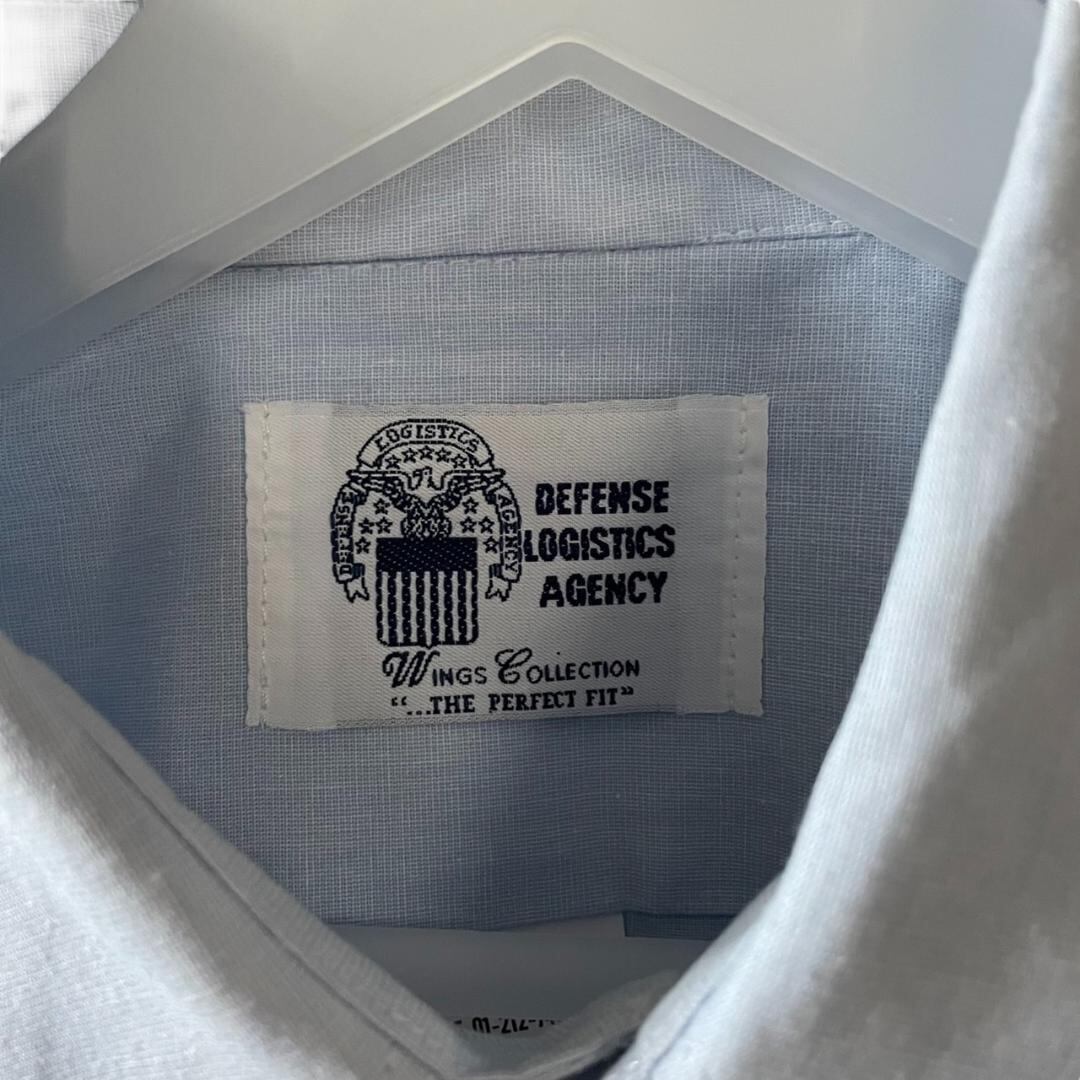 LOGISTICS
DEFENSE
AGENCY
DEFENSE
LOGISTICS
AGENCY
WINGS COLLECTION
“...THE PERFECT FIT”